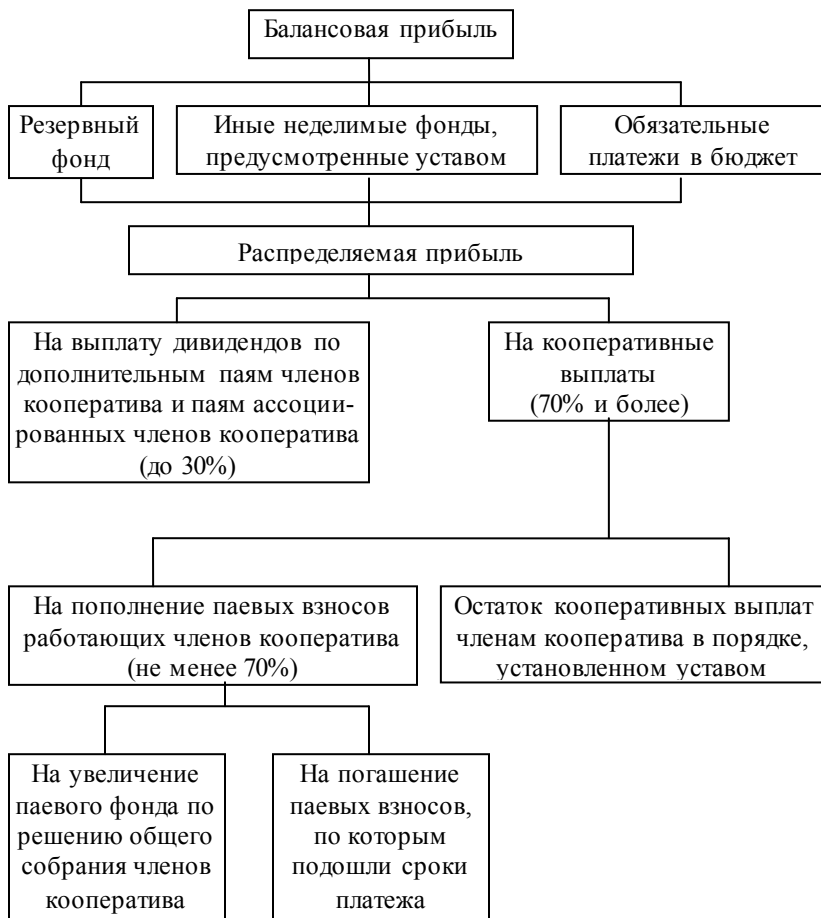 Балансовая прибыль
Резервный
фонд
Иные неделимые фонды,
предусмотренные уставом
Обязательные
платежи в бюджет
Распределяемая прибыль
На выплату дивидендов по
дополнительным паям членов
кооператива и паям ассоции-
рованных членов кооператива
(до 30%)
На кооперативные
выплаты
(70% и более)
На пополнение паевых взносов
работающих членов кооператива
(не менее 70%)
Остаток кооперативных выплат
членам кооператива в порядке,
установленном уставом
На увеличение
паевого фонда по
решению общего
собрания членов
кооператива
На погашение
паевых взносов,
по которым
подошли сроки
платежа